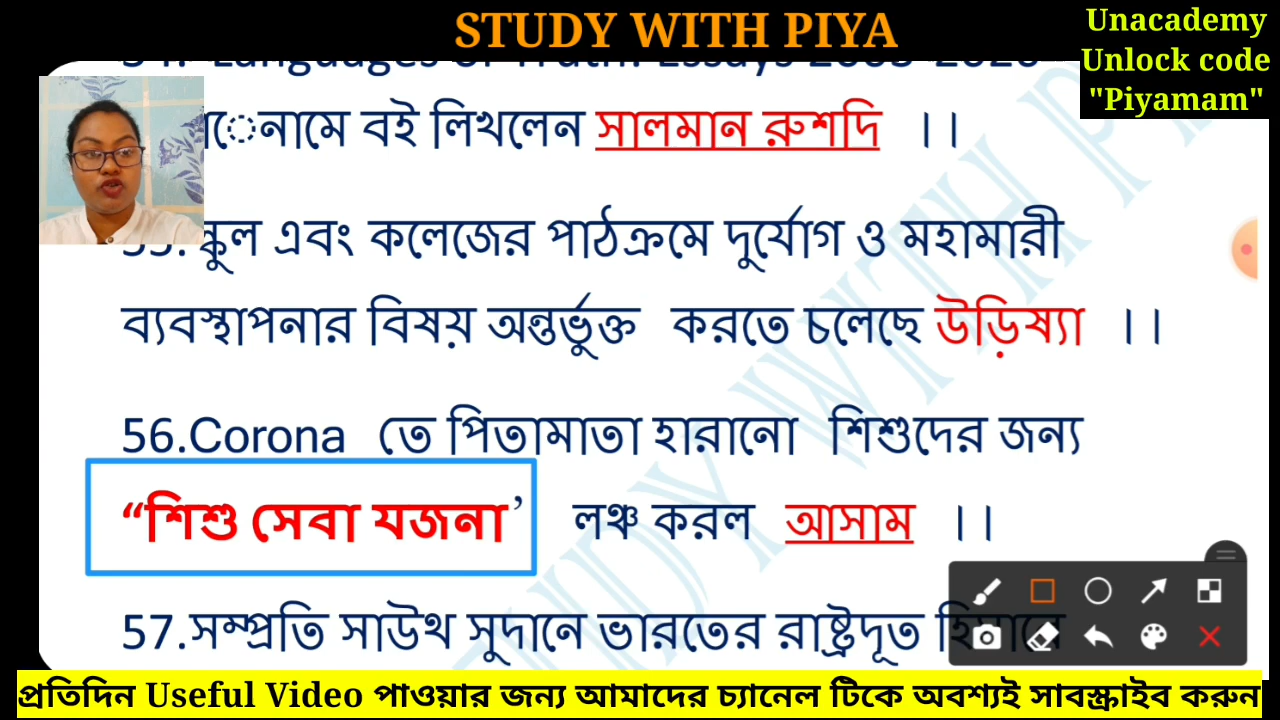 STUDY WITH PIYA
Unacademy
Unlock code
"Piyamam"
নামে বই লিখলেন সালমান রুশদি ।।
55. স্কুল এবং কলেজের পাঠক্রমে দুর্যোগ ও মহামারী
ব্যবস্থাপনার বিষয় অন্তর্ভুক্ত করতে চলেছে উড়িষ্যা ।।
56.Corona তে পিতামাতা হারানো শিশুদের জন্য
“শিশু সেবা যজনা’ লঞ্চ করল আসাম ।।
57.সম্প্রতি সাউথ সুদানে ভারতের রাষ্ট্রদূত হিসাবে
প্রতিদিন Useful Video পাওয়ার জন্য আমাদের চ্যানেল টিকে অবশ্যই সাবস্ক্রাইব করুন